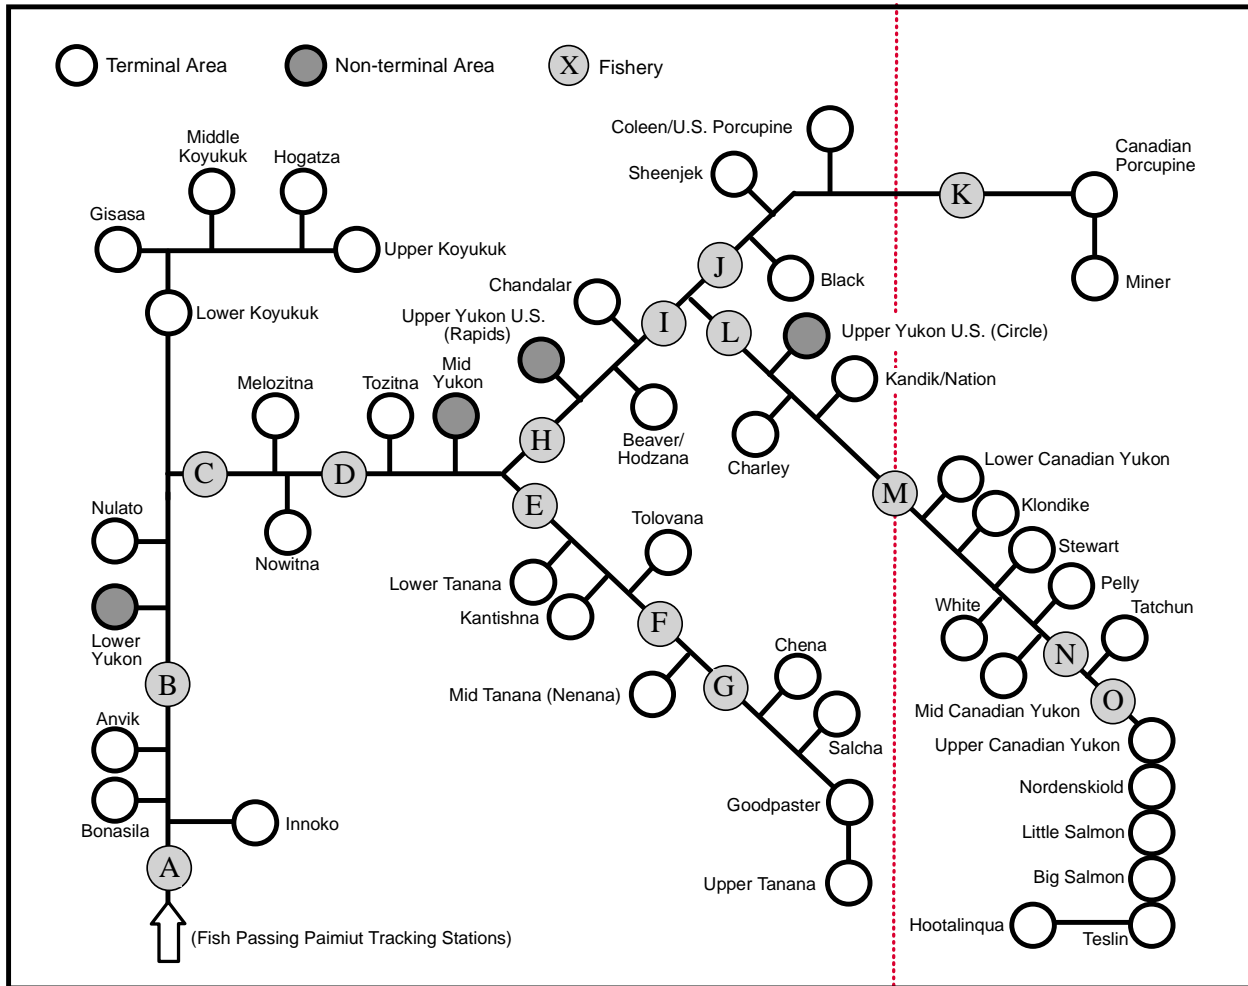 Terminal Area
Non-terminal Area
X Fishery
Coleen/U.S. Porcupine
Middle
Koyukuk
Hogatza
Sheenjek
Canadian
Porcupine
K
Gisasa
Upper Koyukuk
J
Chandalar
Black
Miner
Lower Koyukuk
Upper Yukon U.S.
(Rapids)
I
L
Upper Yukon U.S. (Circle)
Mid
Yukon
Melozitna
Tozitna
Kandik/Nation
H
Beaver/
Hodzana
Charley
C
D
Lower Canadian Yukon
M
Nulato
E
Klondike
Nowitna
Tolovana
Stewart
Lower Tanana
Pelly
Kantishna
White
Tatchun
Lower
Yukon
F
Chena
N
B
Mid Tanana (Nenana)
G
Mid Canadian Yukon
O
Anvik
Salcha
Upper Canadian Yukon
Nordenskiold
Goodpaster
Bonasila
Innoko
Little Salmon
A
Upper Tanana
Big Salmon
Hootalinqua
Teslin
(Fish Passing Paimiut Tracking Stations)